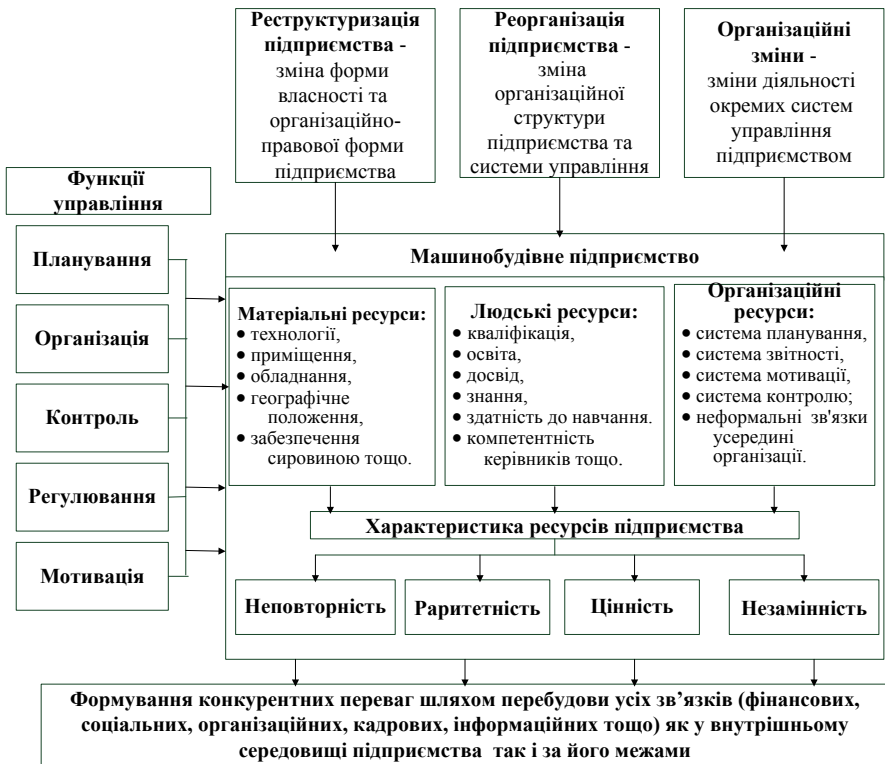 Реструктуризація
підприємства -
зміна форми
власності та
організаційно-
правової форми
підприємства
Реорганізація
підприємства -
зміна
організаційної
структури
підприємства та
системи управління
Організаційні
зміни -
зміни діяльності
окремих систем
управління
підприємством
Функції
управління
Планування
Організація
Контроль
Регулювання
Мотивація
Машинобудівне підприємство
Матеріальні ресурси:
● технології,
● приміщення,
● обладнання,
● географічне
положення,
● забезпечення
сировиною тощо.
Людські ресурси:
● кваліфікація,
● освіта,
● досвід,
● знання,
● здатність до навчання.
● компетентність
керівників тощо.
Організаційні
ресурси:
● система планування,
● система звітності,
● система мотивації,
● система контролю;
● неформальні зв'язки
усередині
організації.
Характеристика ресурсів підприємства
Неповторність
Раритетність
Цінність
Незамінність
Формування конкурентних переваг шляхом перебудови усіх зв’язків (фінансових,
соціальних, організаційних, кадрових, інформаційних тощо) як у внутрішньому
середовищі підприємства так і за його межами